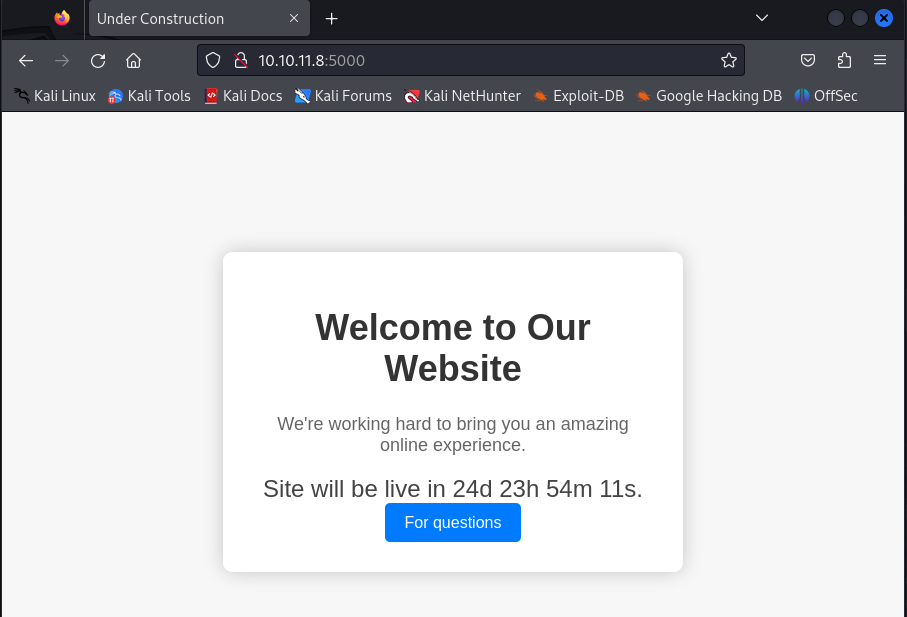 Under Construction
10.10.11.8:5000
Kali Linux Kali Tools Kali Docs Kali Forums Kali NetHunter Exploit-DB Google Hacking DB OffSec
Welcome to Our
Website
We're working hard to bring you an amazing
online experience.
Site will be live in 24d 23h 54m 11s.
For questions